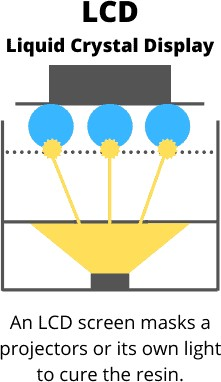 LCD
Liquid Crystal Display
An LCD screen masks a
projectors or its own light
to cure the resin.